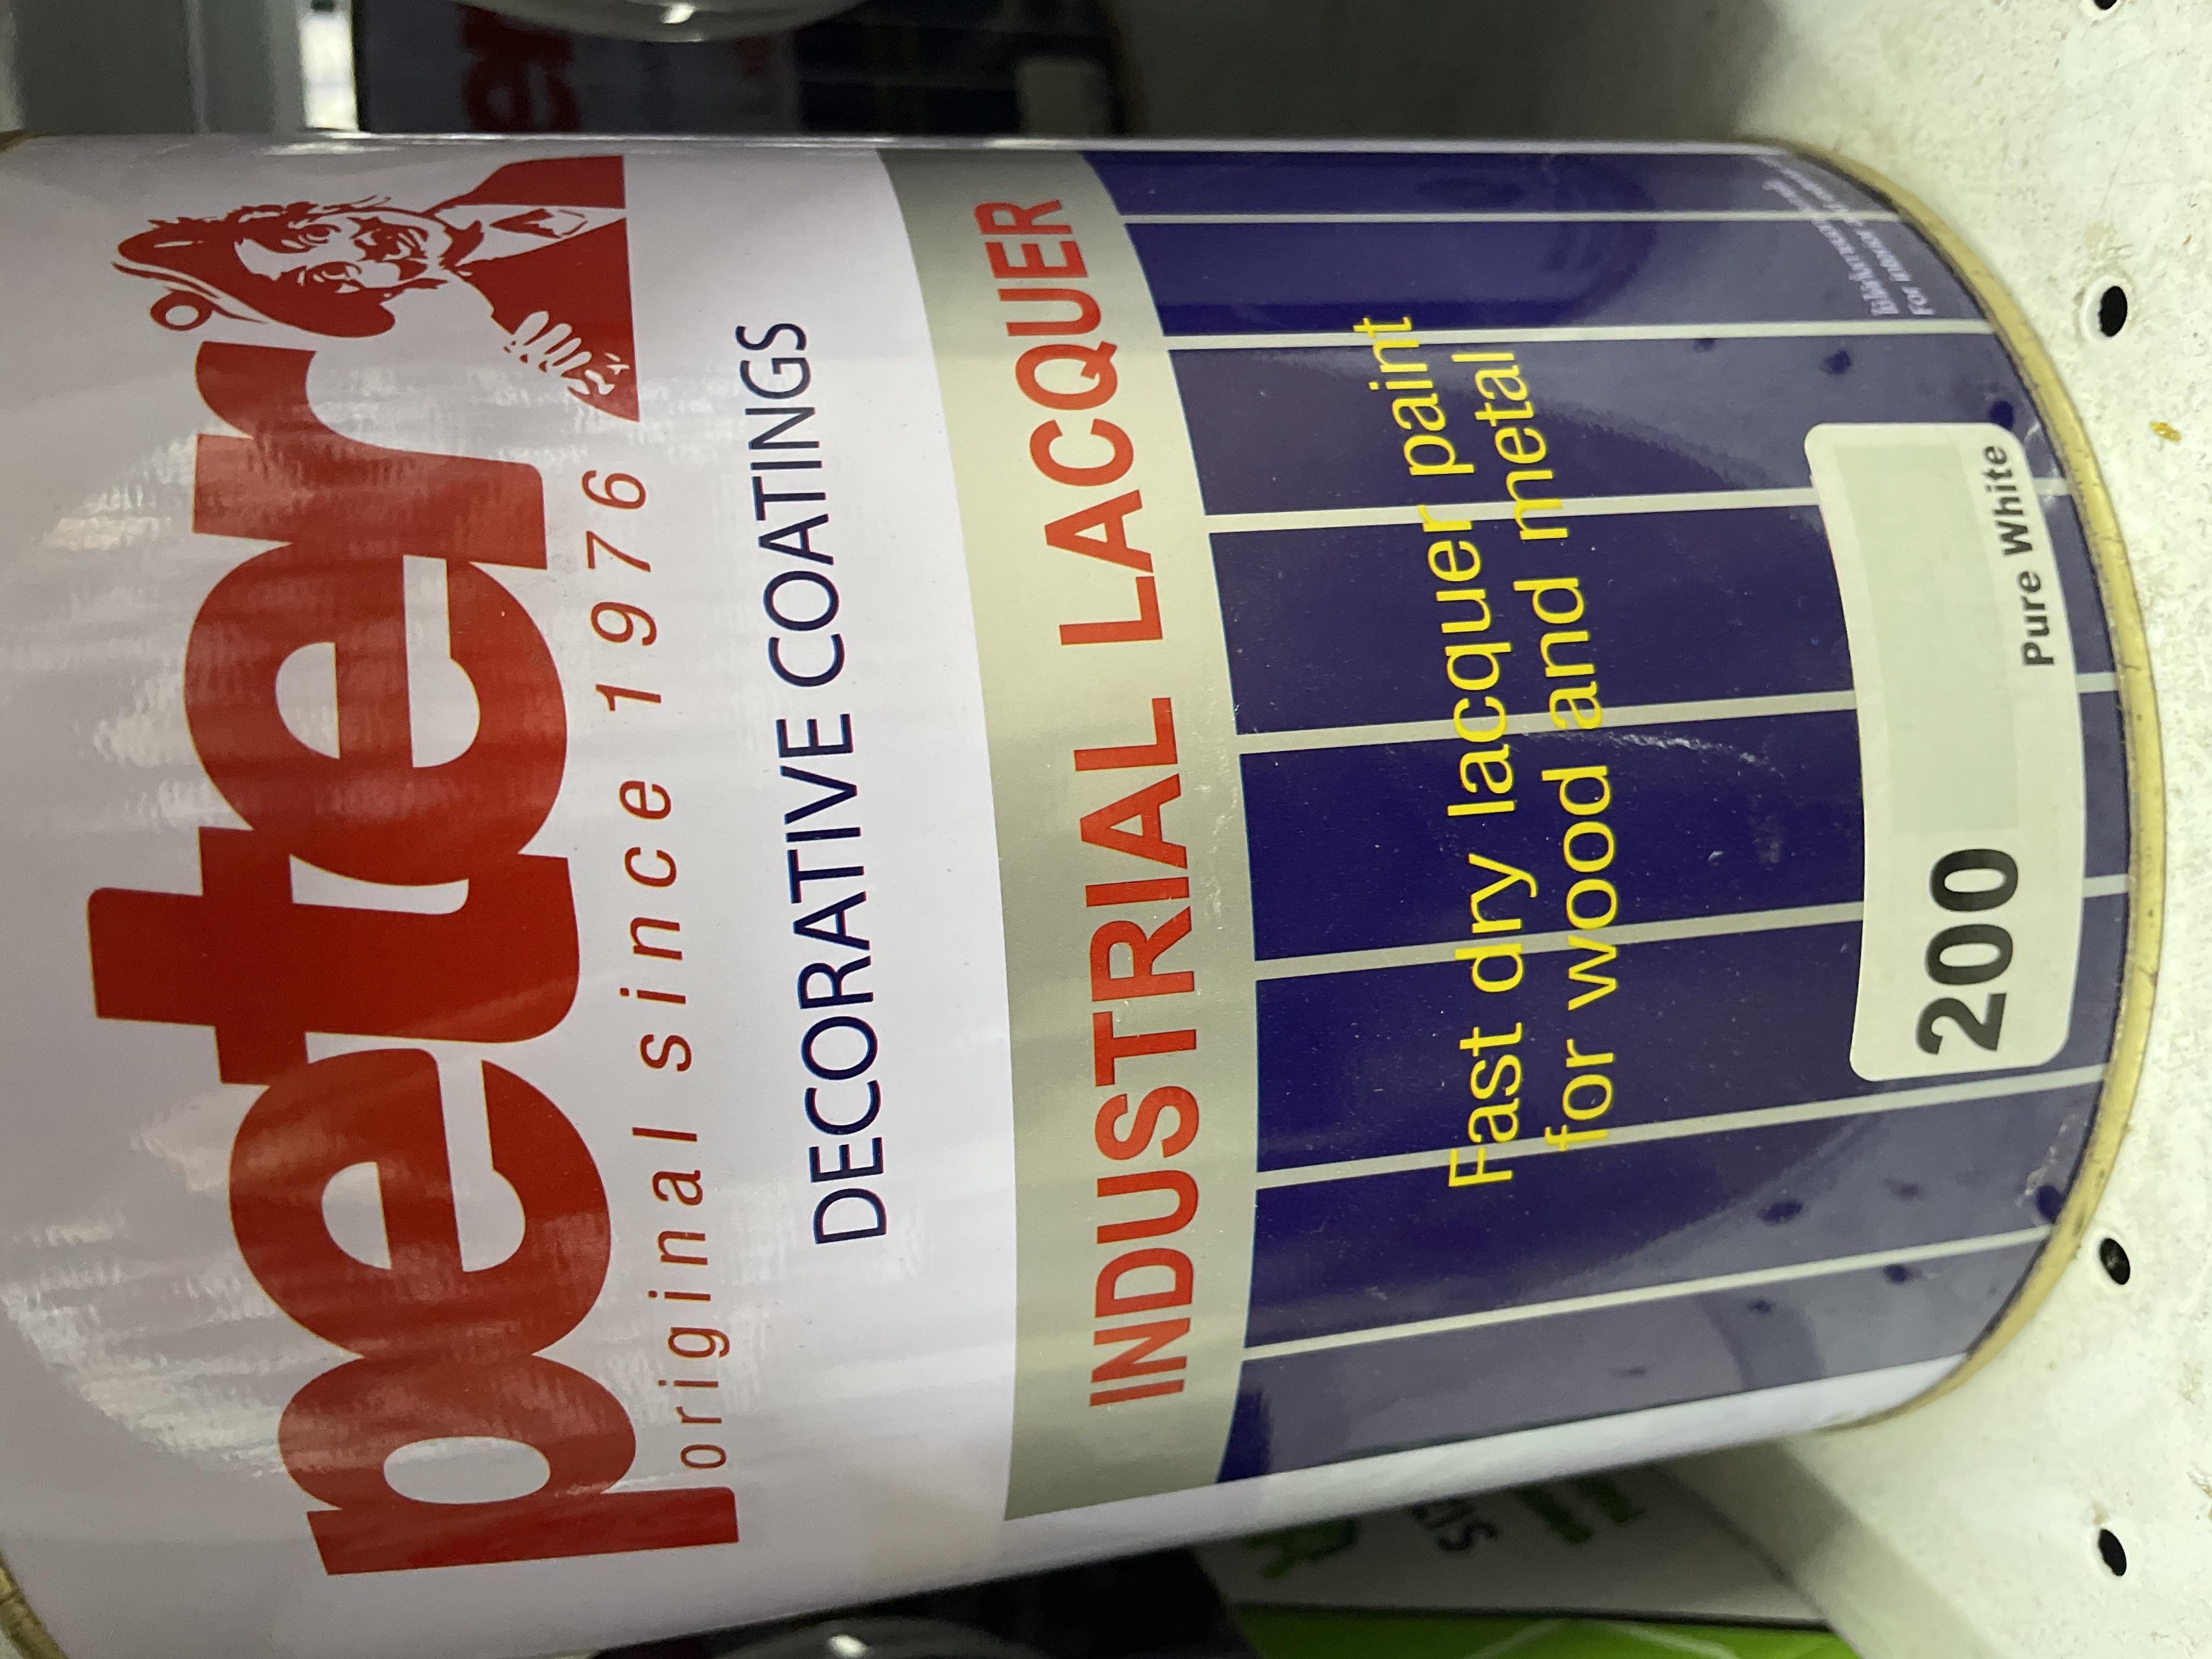 peter
original since 1976
DECORATIVE COATINGS
INDUSTRIAL LACQUER
Fast dry lacquer paint
for wood and metal
200
Pure White